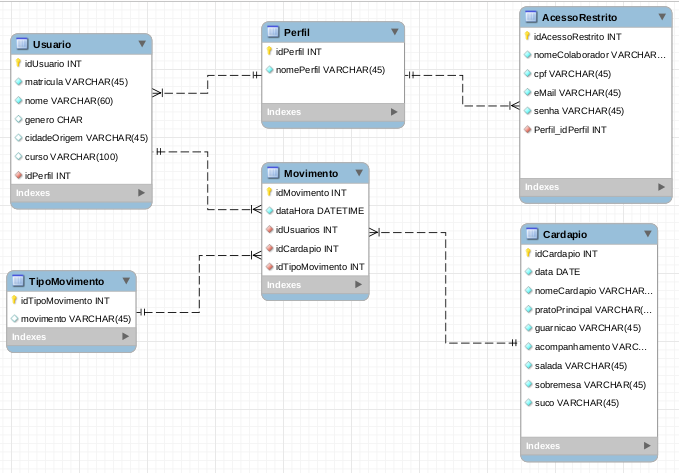 Usuario
idUsuario INT
matricula VARCHAR(45)
nome VARCHAR(60)
genero CHAR
cidadeOrigem VARCHAR(45)
curso VARCHAR(100)
idPerfil INT
Indexes
Perfil
idPerfil INT
nomePerfil VARCHAR(45)
Indexes
AcessoRestrito
idAcessoRestrito INT
nomeColaborador VARCHAR...
cpf VARCHAR(45)
eMail VARCHAR(45)
senha VARCHAR(45)
Perfil_idPerfil INT
Indexes
Movimento
idMovimento INT
dataHora DATETIME
idUsuarios INT
idCardapio INT
idTipoMovimento INT
Indexes
TipoMovimento
idTipoMovimento INT
movimento VARCHAR(45)
Indexes
Cardapio
idCardapio INT
data DATE
nomeCardapio VARCHAR...
pratoPrincipal VARCHAR(...
guarnicao VARCHAR(45)
acompanhamento VARC...
salada VARCHAR(45)
sobremesa VARCHAR(45)
suco VARCHAR(45)
Indexes